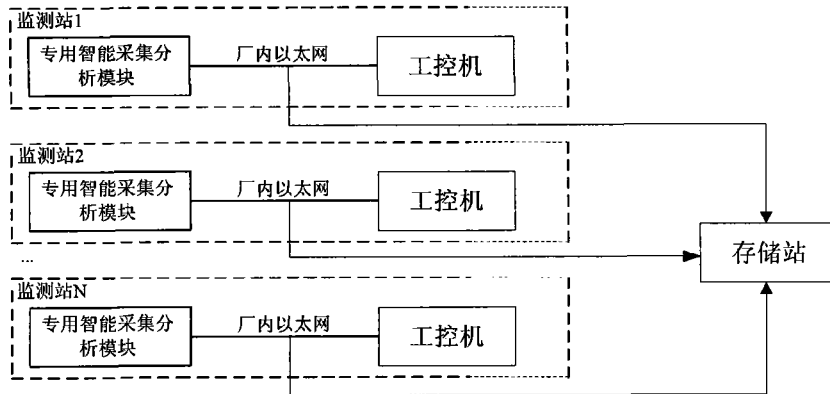 监测站1
专用智能采集分
析模块
厂内以太网
工控机
监测站2
专用智能采集分
析模块
厂内以太网
工控机
存储站
...
监测站N
专用智能采集分
析模块
厂内以太网
工控机